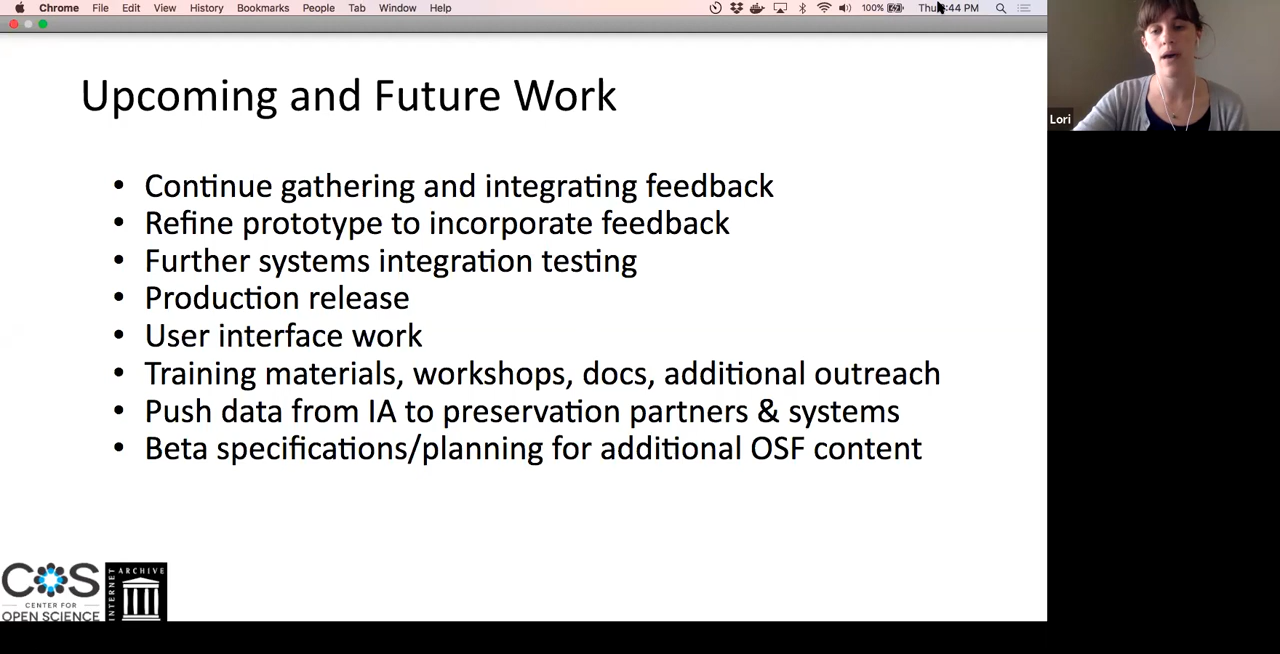 Chrome File Edit View History Bookmarks People Tab Window Help 100% Thu :44 PM
Upcoming and Future Work
Lori
• Continue gathering and integrating feedback
• Refine prototype to incorporate feedback
• Further systems integration testing
• Production release
• User interface work
• Training materials, workshops, docs, additional outreach
• Push data from IA to preservation partners & systems
• Beta specifications/planning for additional OSF content
COS
CENTER FOR
OPEN SCIENCE
INTERNET
ARCHIVE